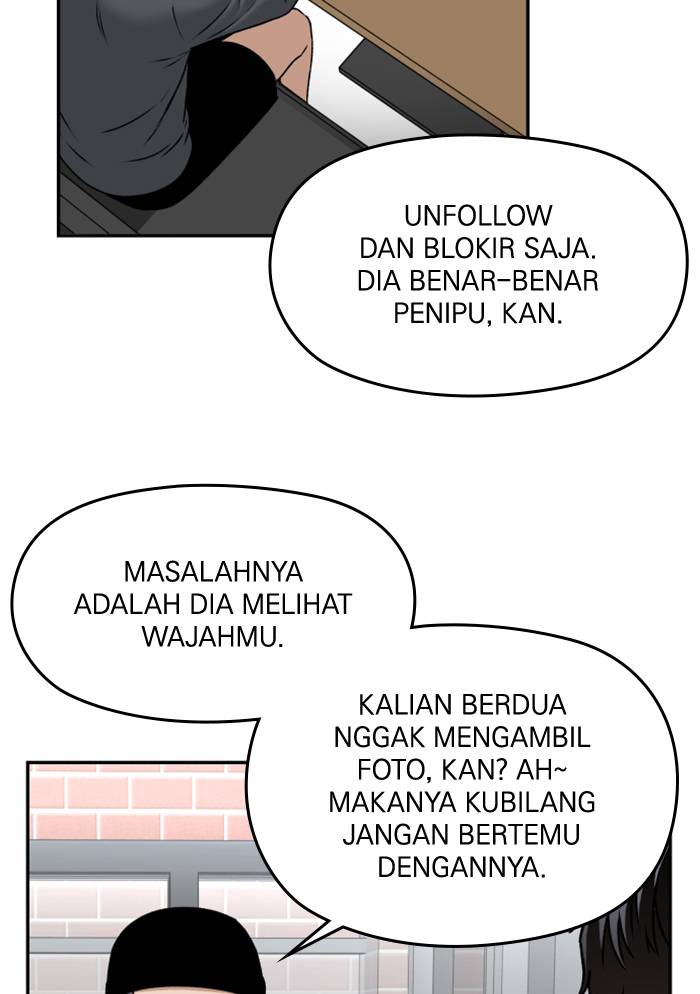 UNFOLLOW
DAN BLOKIR SAJA.
DIA BENAR-BENAR
PENIPU, KAN.
MASALAHNYA
ADALAH DIA MELIHAT
WAJAHMU.
KALIAN BERDUA
NGGAK MENGAMBIL
FOTO, KAN? AH~
MAKANYA KUBILANG
JANGAN BERTEMU
DENGANNYA.